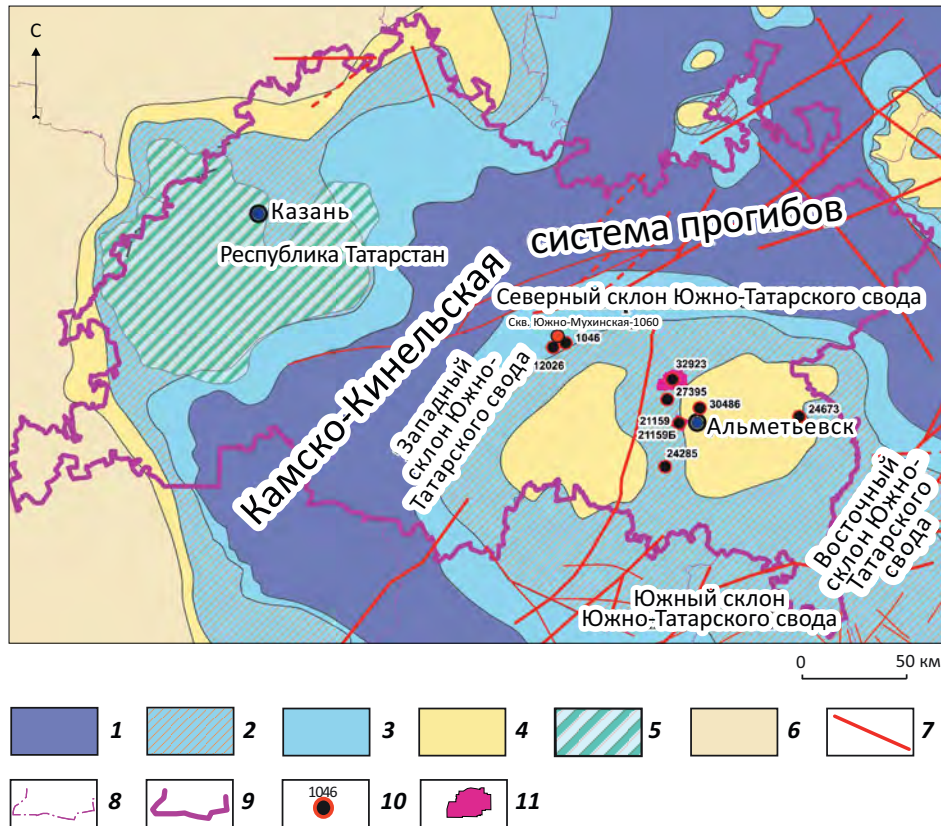 С
Казань
Республика Татарстан
Камско-Кинельская
система прогибов
Северный склон Южно-Татарского свода
Скв. Южно-Мухинская-1060
1046
12026
Западный
склон Южно-
Татарского свода
32923
27395
30486
24673
21159
21159Б
Альметьевск
24285
Восточный
склон Южно-
Татарского
свода
Южный склон
Южно-Татарского свода
0 50 км
1 2 3 4 5 6 7
8 9 1046 10 11